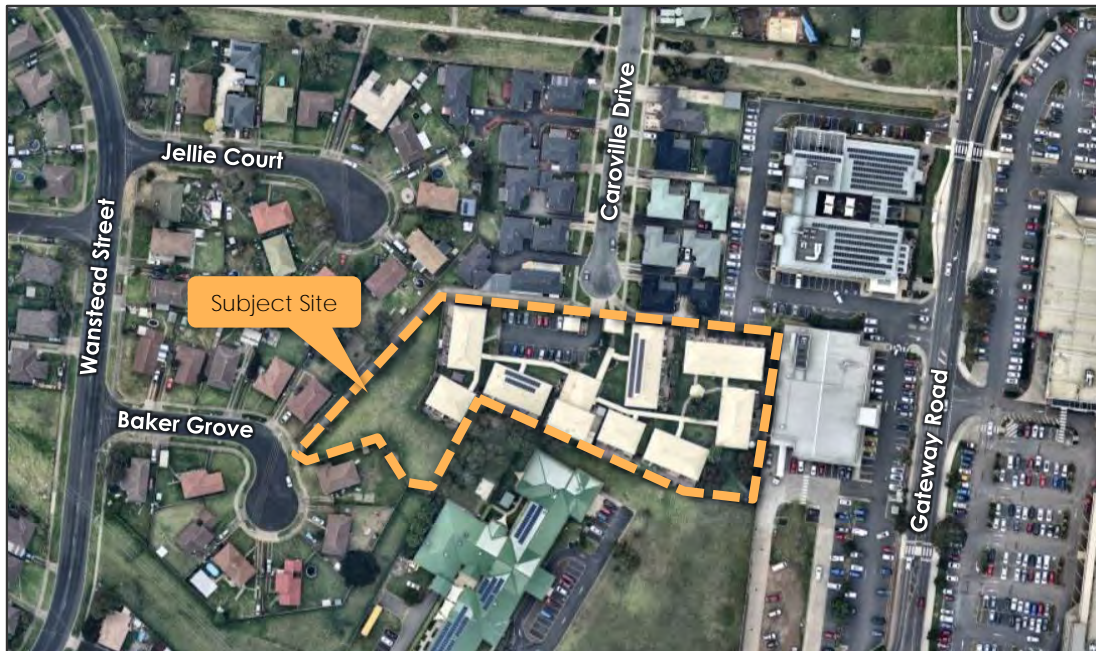 Jellie Court
Caroville Drive
Wanstead Street
Subject Site
Baker Grove
Gateway Road